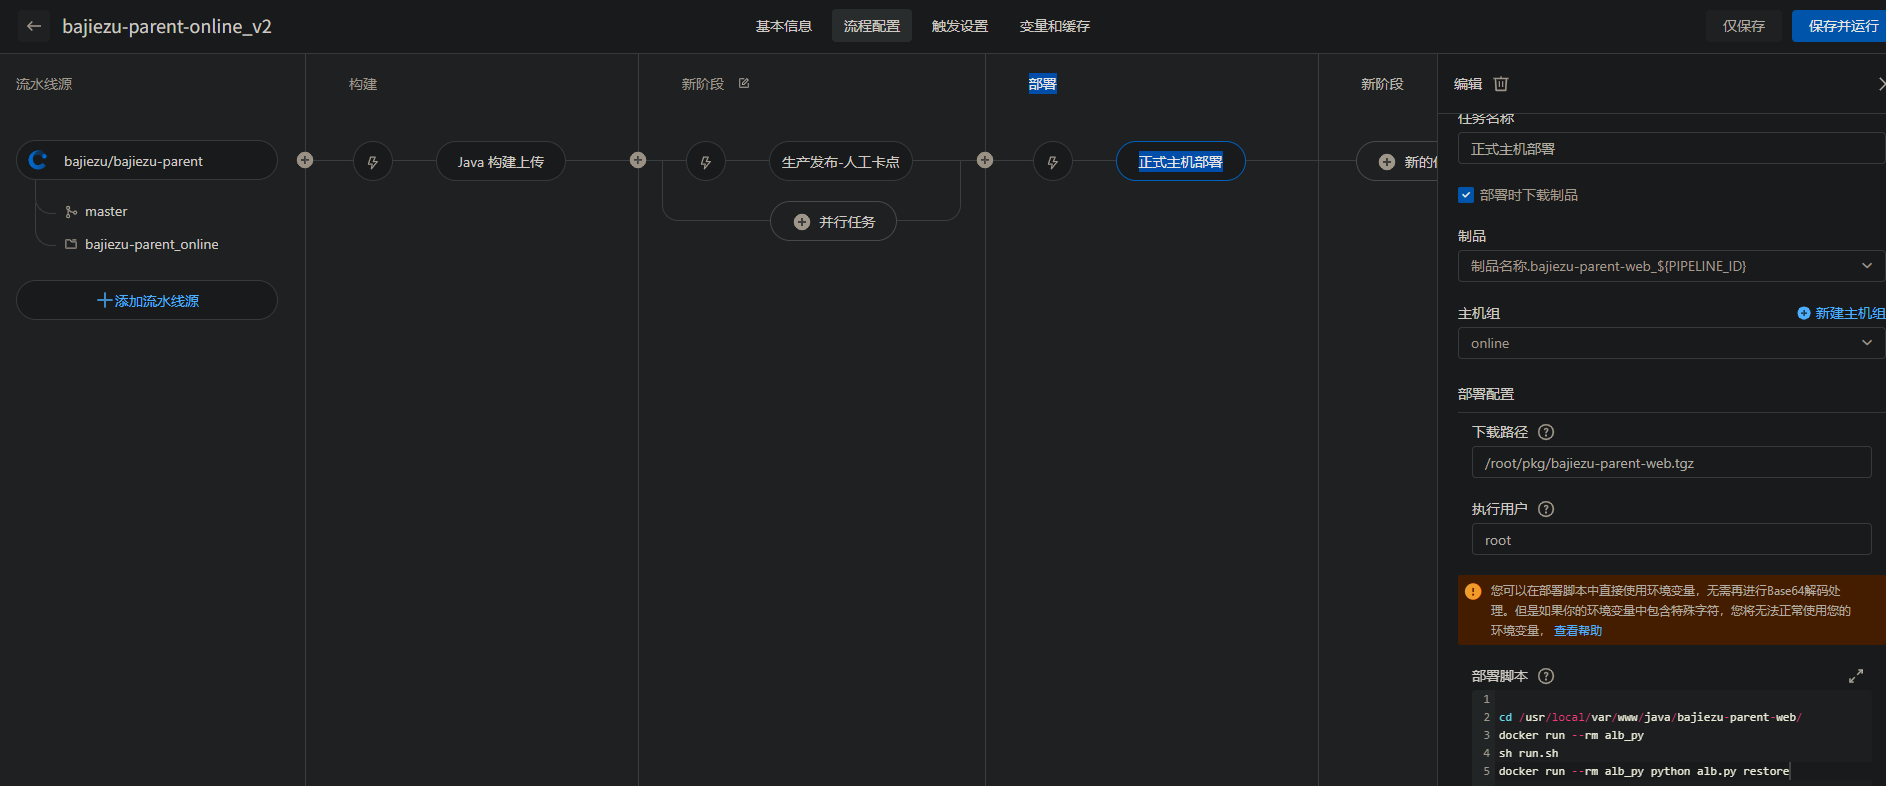 bajiezu-parent-online_v2
基本信息
流程配置
触发设置
变量和缓存
仅保存
保存并运行
流水线源
构建
新阶段
部署
新阶段
bajiezu/bajiezu-parent
master
bajiezu-parent_online
添加流水线源
Java 构建上传
生产发布-人工卡点
并行任务
正式主机部署
编辑
任务名称
正式主机部署
部署时下载制品
制品
制品名称.bajiezu-parent-web_${PIPELINE_ID}
主机组
新建主机组
online
部署配置
下载路径
/root/pkg/bajiezu-parent-web.tgz
执行用户
root
您可以在部署脚本中直接使用环境变量，无需再进行Base64解码处
理。但是如果你的环境变量中包含特殊字符，您将无法正常使用您的
环境变量， 查看帮助
部署脚本
1
2 cd /usr/local/var/www/java/bajiezu-parent-web/
3 docker run --rm alb_py
4 sh run.sh
5 docker run --rm alb_py python alb.py restore